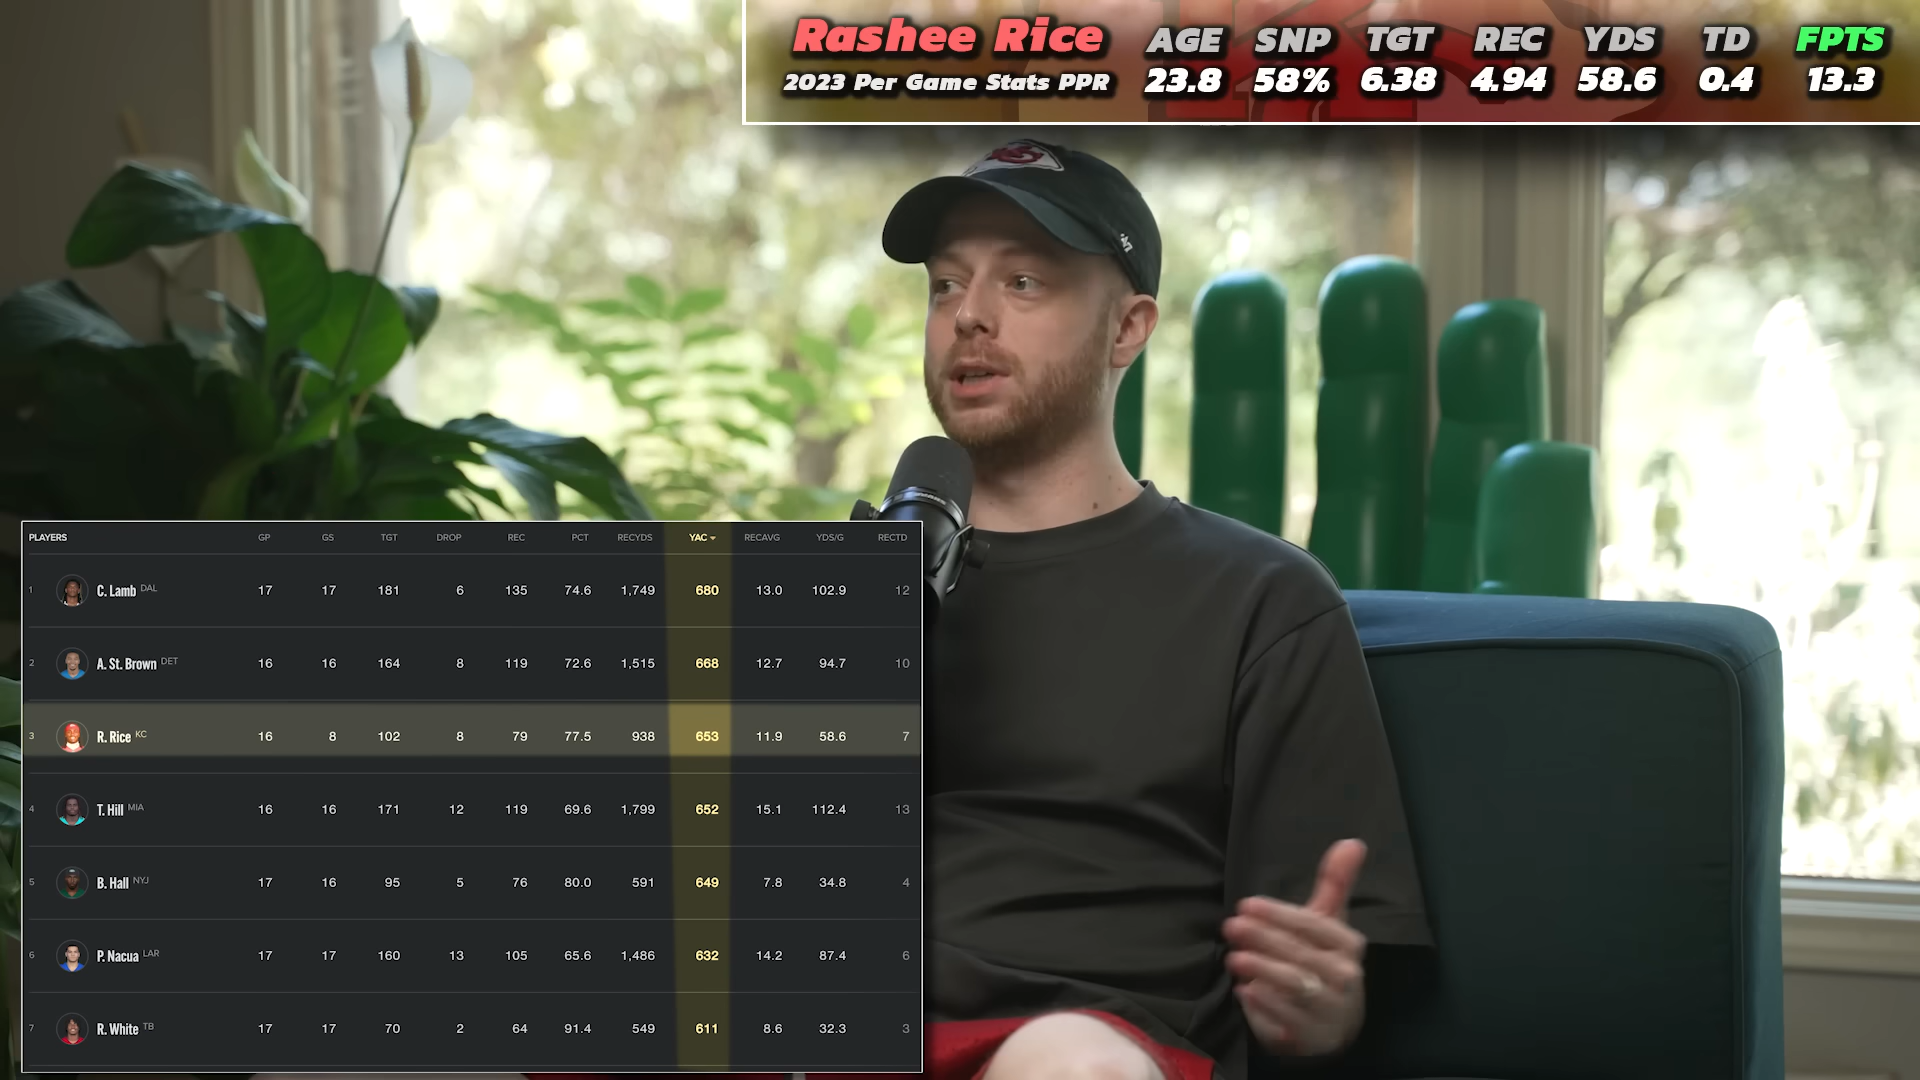 Rashee Rice AGE SNP TGT REC YDS TD FPTS
2023 Per Game Stats PPR 23.8 58% 6.38 4.94 58.6 0.4 13.3
PLAYERS GP GS TGT DROP REC PCT RECYDS YAC RECAVG YDS/G RECTD
1 C. Lamb DAL 17 17 181 6 135 74.6 1,749 680 13.0 102.9 12
2 A. St. Brown DET 16 16 164 8 119 72.6 1,515 668 12.7 94.7 10
3 R. Rice KC 16 8 102 8 79 77.5 938 653 11.9 58.6 7
4 T. Hill MIA 16 16 171 12 119 69.6 1,799 652 15.1 112.4 13
5 B. Hall NYJ 17 16 95 5 76 80.0 591 649 7.8 34.8 4
6 P. Nacua LAR 17 17 160 13 105 65.6 1,486 632 14.2 87.4 6
7 R. White TB 17 17 70 2 64 91.4 549 611 8.6 32.3 3